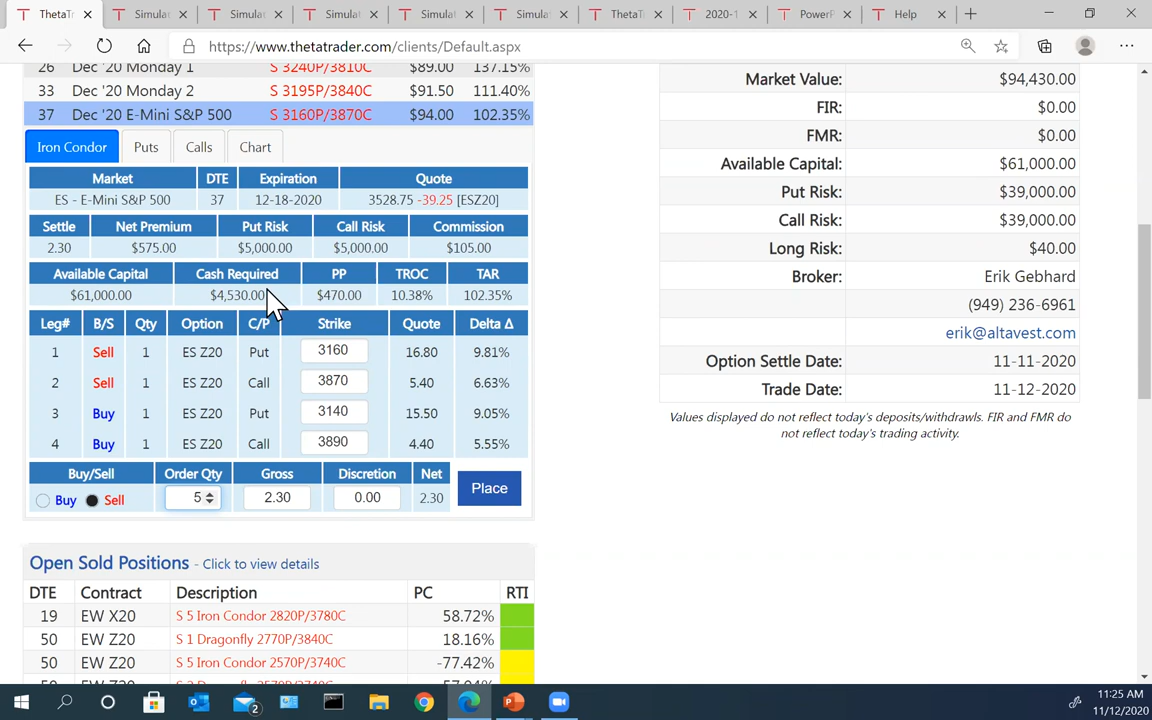 ThetaTr
Simula
Simulat
Simulat
Simulat
Simula
ThetaT
2020-1
PowerP
Help
https://www.thetatrader.com/clients/Default.aspx
26 Dec '20 Monday 1 S 3240P/3810C $89.00 137.15%
33 Dec '20 Monday 2 S 3195P/3840C $91.50 111.40%
37 Dec '20 E-Mini S&P 500 S 3160P/3870C $94.00 102.35%
Iron Condor Puts Calls Chart
Market DTE Expiration Quote
ES - E-Mini S&P 500 37 12-18-2020 3528.75 -39.25 [ESZ20]
Settle Net Premium Put Risk Call Risk Commission
2.30 $575.00 $5,000.00 $5,000.00 $105.00
Available Capital Cash Required PP TROC TAR
$61,000.00 $4,530.00 $470.00 10.38% 102.35%
Leg# B/S Qty Option C/P Strike Quote Delta Δ
1 Sell 1 ES Z20 Put 3160 16.80 9.81%
2 Sell 1 ES Z20 Call 3870 5.40 6.63%
3 Buy 1 ES Z20 Put 3140 15.50 9.05%
4 Buy 1 ES Z20 Call 3890 4.40 5.55%
Buy/Sell Order Qty Gross Discretion Net
Buy Sell 5 2.30 0.00 2.30 Place
Open Sold Positions - Click to view details
DTE Contract Description PC RTI
19 EW X20 S 5 Iron Condor 2820P/3780C 58.72%
50 EW Z20 S 1 Dragonfly 2770P/3840C 18.16%
50 EW Z20 S 5 Iron Condor 2570P/3740C -77.42%
Market Value: $94,430.00
FIR: $0.00
FMR: $0.00
Available Capital: $61,000.00
Put Risk: $39,000.00
Call Risk: $39,000.00
Long Risk: $40.00
Broker: Erik Gebhard
(949) 236-6961
erik@altavest.com
Option Settle Date: 11-11-2020
Trade Date: 11-12-2020
Values displayed do not reflect today's deposits/withdrawls. FIR and FMR do
not reflect today's trading activity.
2
11:25 AM
11/12/2020